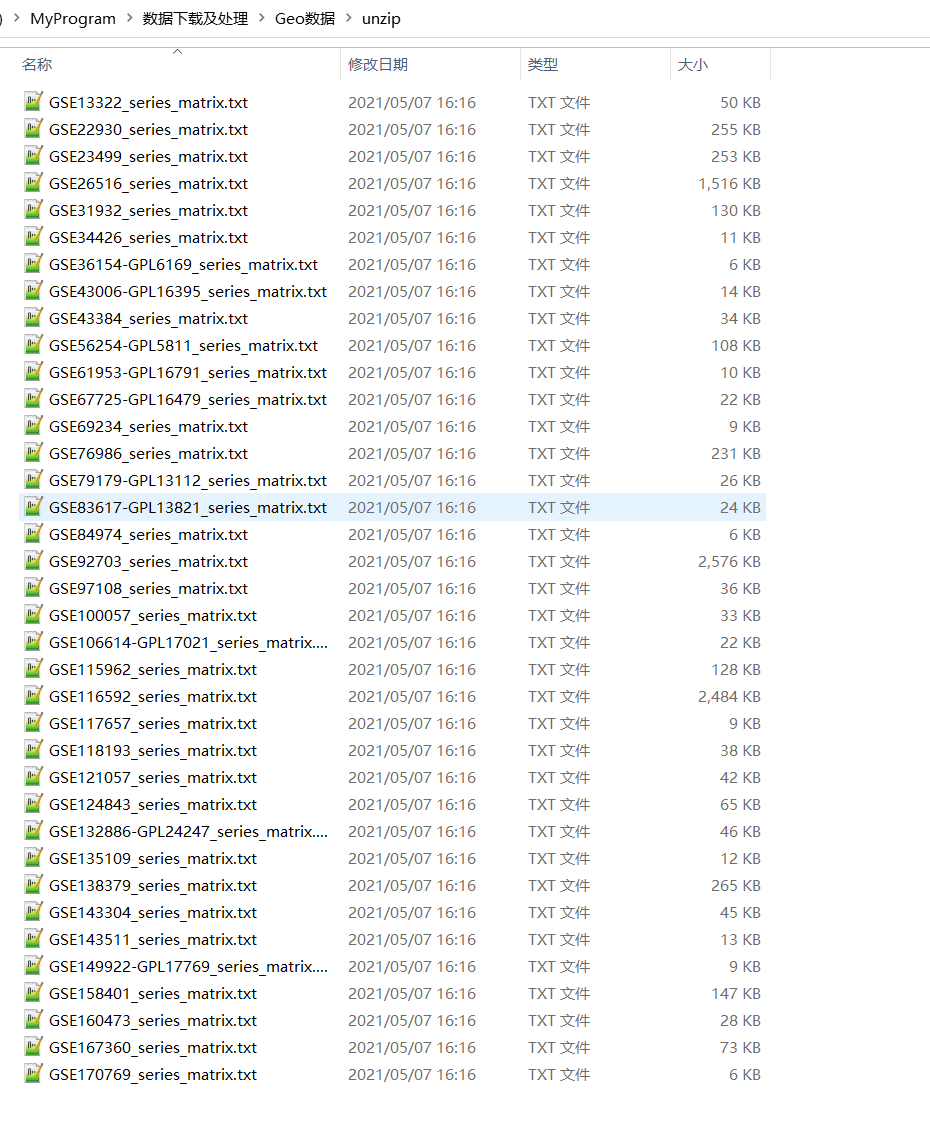 ) > MyProgram > 数据下载及处理 > Geo数据 > unzip
名称 修改日期 类型 大小
GSE13322_series_matrix.txt 2021/05/07 16:16 TXT 文件 50 KB
GSE22930_series_matrix.txt 2021/05/07 16:16 TXT 文件 255 KB
GSE23499_series_matrix.txt 2021/05/07 16:16 TXT 文件 253 KB
GSE26516_series_matrix.txt 2021/05/07 16:16 TXT 文件 1,516 KB
GSE31932_series_matrix.txt 2021/05/07 16:16 TXT 文件 130 KB
GSE34426_series_matrix.txt 2021/05/07 16:16 TXT 文件 11 KB
GSE36154-GPL6169_series_matrix.txt 2021/05/07 16:16 TXT 文件 6 KB
GSE43006-GPL16395_series_matrix.txt 2021/05/07 16:16 TXT 文件 14 KB
GSE43384_series_matrix.txt 2021/05/07 16:16 TXT 文件 34 KB
GSE56254-GPL5811_series_matrix.txt 2021/05/07 16:16 TXT 文件 108 KB
GSE61953-GPL16791_series_matrix.txt 2021/05/07 16:16 TXT 文件 10 KB
GSE67725-GPL16479_series_matrix.txt 2021/05/07 16:16 TXT 文件 22 KB
GSE69234_series_matrix.txt 2021/05/07 16:16 TXT 文件 9 KB
GSE76986_series_matrix.txt 2021/05/07 16:16 TXT 文件 231 KB
GSE79179-GPL13112_series_matrix.txt 2021/05/07 16:16 TXT 文件 26 KB
GSE83617-GPL13821_series_matrix.txt 2021/05/07 16:16 TXT 文件 24 KB
GSE84974_series_matrix.txt 2021/05/07 16:16 TXT 文件 6 KB
GSE92703_series_matrix.txt 2021/05/07 16:16 TXT 文件 2,576 KB
GSE97108_series_matrix.txt 2021/05/07 16:16 TXT 文件 36 KB
GSE100057_series_matrix.txt 2021/05/07 16:16 TXT 文件 33 KB
GSE106614-GPL17021_series_matrix.... 2021/05/07 16:16 TXT 文件 22 KB
GSE115962_series_matrix.txt 2021/05/07 16:16 TXT 文件 128 KB
GSE116592_series_matrix.txt 2021/05/07 16:16 TXT 文件 2,484 KB
GSE117657_series_matrix.txt 2021/05/07 16:16 TXT 文件 9 KB
GSE118193_series_matrix.txt 2021/05/07 16:16 TXT 文件 38 KB
GSE121057_series_matrix.txt 2021/05/07 16:16 TXT 文件 42 KB
GSE124843_series_matrix.txt 2021/05/07 16:16 TXT 文件 65 KB
GSE132886-GPL24247_series_matrix.... 2021/05/07 16:16 TXT 文件 46 KB
GSE135109_series_matrix.txt 2021/05/07 16:16 TXT 文件 12 KB
GSE138379_series_matrix.txt 2021/05/07 16:16 TXT 文件 265 KB
GSE143304_series_matrix.txt 2021/05/07 16:16 TXT 文件 45 KB
GSE143511_series_matrix.txt 2021/05/07 16:16 TXT 文件 13 KB
GSE149922-GPL17769_series_matrix.... 2021/05/07 16:16 TXT 文件 9 KB
GSE158401_series_matrix.txt 2021/05/07 16:16 TXT 文件 147 KB
GSE160473_series_matrix.txt 2021/05/07 16:16 TXT 文件 28 KB
GSE167360_series_matrix.txt 2021/05/07 16:16 TXT 文件 73 KB
GSE170769_series_matrix.txt 2021/05/07 16:16 TXT 文件 6 KB